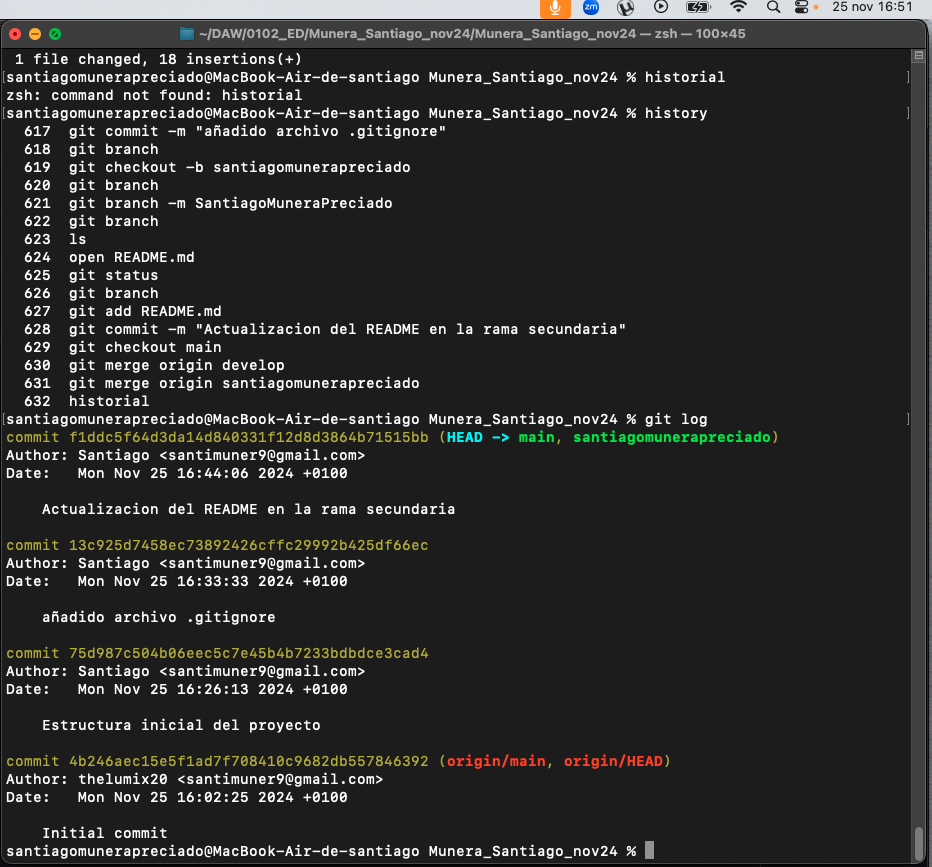 zm
25 nov 16:51
~/DAW/0102_ED/Munera_Santiago_nov24/Munera_Santiago_nov24 — zsh — 100×45
1 file changed, 18 insertions(+)
[santiagomunerapreciado@MacBook-Air-de-santiago Munera_Santiago_nov24 % historial ]
zsh: command not found: historial
[santiagomunerapreciado@MacBook-Air-de-santiago Munera_Santiago_nov24 % history ]
617 git commit -m "añadido archivo .gitignore"
618 git branch
619 git checkout -b santiagomunerapreciado
620 git branch
621 git branch -m SantiagoMuneraPreciado
622 git branch
623 ls
624 open README.md
625 git status
626 git branch
627 git add README.md
628 git commit -m "Actualizacion del README en la rama secundaria"
629 git checkout main
630 git merge origin develop
631 git merge origin santiagomunerapreciado
632 historial
[santiagomunerapreciado@MacBook-Air-de-santiago Munera_Santiago_nov24 % git log ]
commit f1ddc5f64d3da14d840331f12d8d3864b71515bb (HEAD -> main, santiagomunerapreciado)
Author: Santiago <santimuner9@gmail.com>
Date: Mon Nov 25 16:44:06 2024 +0100
Actualizacion del README en la rama secundaria
commit 13c925d7458ec73892426cffc29992b425df66ec
Author: Santiago <santimuner9@gmail.com>
Date: Mon Nov 25 16:33:33 2024 +0100
añadido archivo .gitignore
commit 75d987c504b06eec5c7e45b4b7233bdbdce3cad4
Author: Santiago <santimuner9@gmail.com>
Date: Mon Nov 25 16:26:13 2024 +0100
Estructura inicial del proyecto
commit 4b246aec15e5f1ad7f708410c9682db557846392 (origin/main, origin/HEAD)
Author: thelumix20 <santimuner9@gmail.com>
Date: Mon Nov 25 16:02:25 2024 +0100
Initial commit
santiagomunerapreciado@MacBook-Air-de-santiago Munera_Santiago_nov24 %